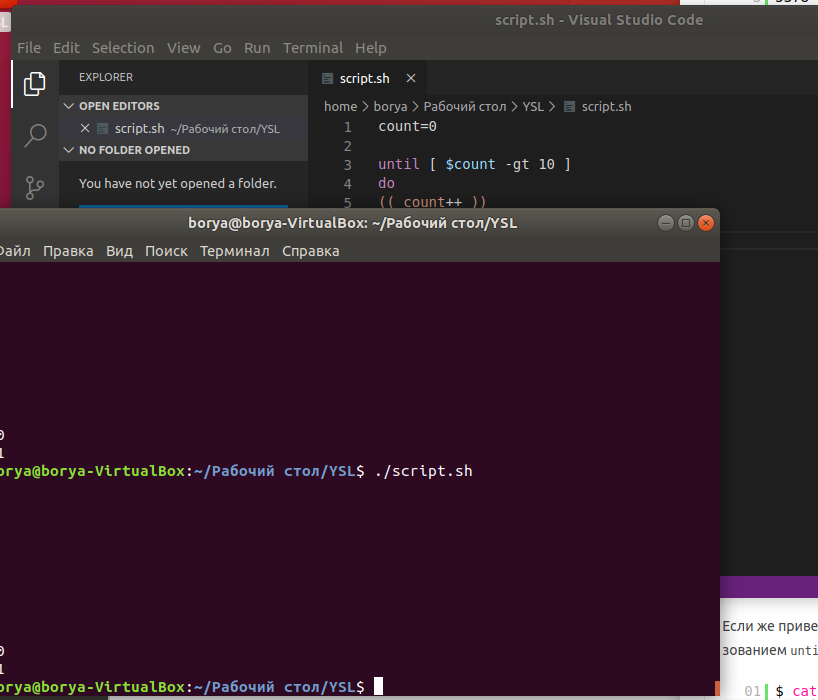 script.sh - Visual Studio Code
File Edit Selection View Go Run Terminal Help
EXPLORER
script.sh
OPEN EDITORS
home > borya > Рабочий стол > YSL > script.sh
script.sh ~/Рабочий стол/YSL
NO FOLDER OPENED
You have not yet opened a folder.
1 count=0
2
3 until [ $count -gt 10 ]
4 do
5 (( count++ ))
borya@borya-VirtualBox: ~/Рабочий стол/YSL
Файл Правка Вид Поиск Терминал Справка
0
1
orya@borya-VirtualBox:~/Рабочий стол/YSL$ ./script.sh
0
1
orya@borya-VirtualBox:~/Рабочий стол/YSL$
Если же приве
зованием unti
01 $ cat